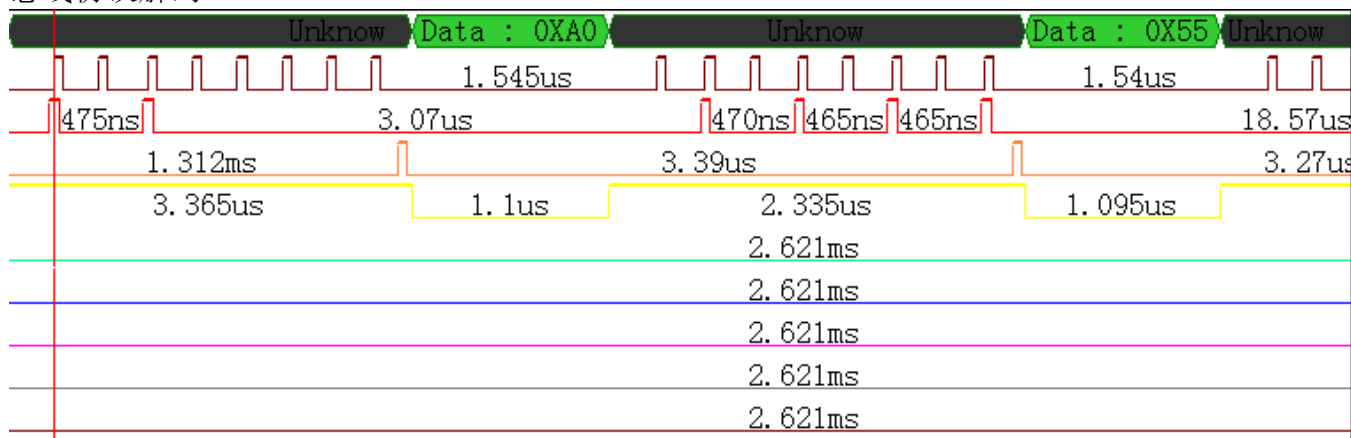 Unknow Data : 0XA0 Unknow Data : 0X55 Unknow
1.545us 1.54us
475ns 3.07us 470ns 465ns 465ns 18.57us
1.312ms 3.39us 3.27us
3.365us 1.1us 2.335us 1.095us
2.621ms
2.621ms
2.621ms
2.621ms
2.621ms